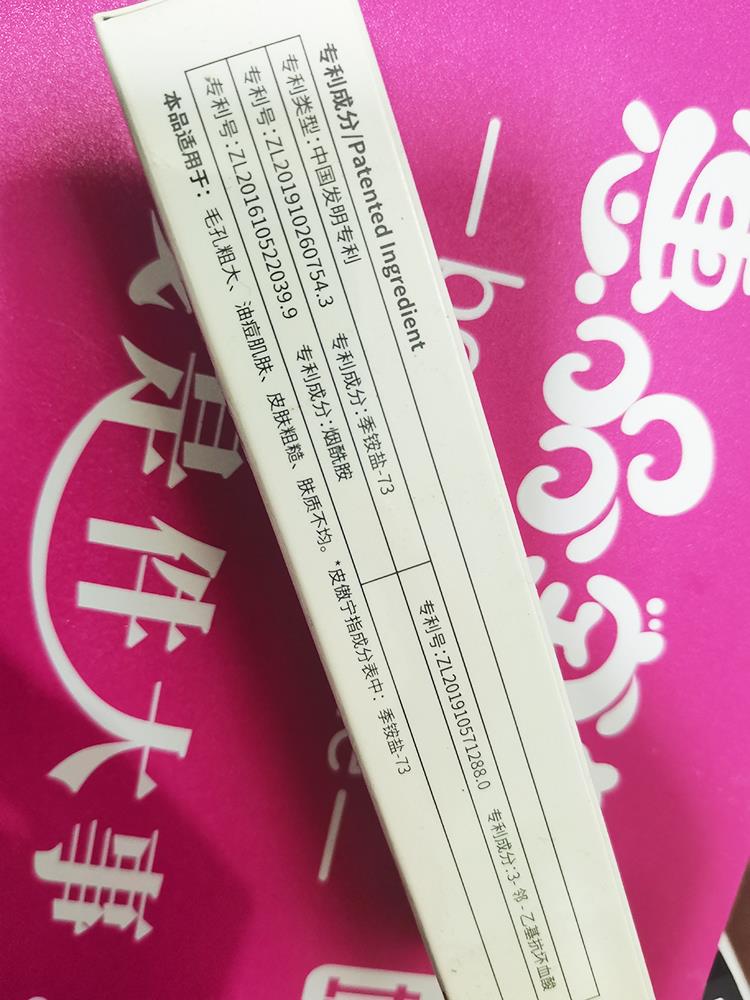 专利成分/Patented Ingredient
专利类型:中国发明专利
专利号:ZL201910260754.3 专利成分:季铵盐-73
专利号:ZL201910571288.0 专利成分:3-邻-乙基抗坏血酸
专利号:ZL201610522039.9 专利成分:烟酰胺
本品适用于：毛孔粗大、油痘肌肤、皮肤粗糙、肤质不均。*皮傲宁指成分表中：季铵盐-73
是件大事